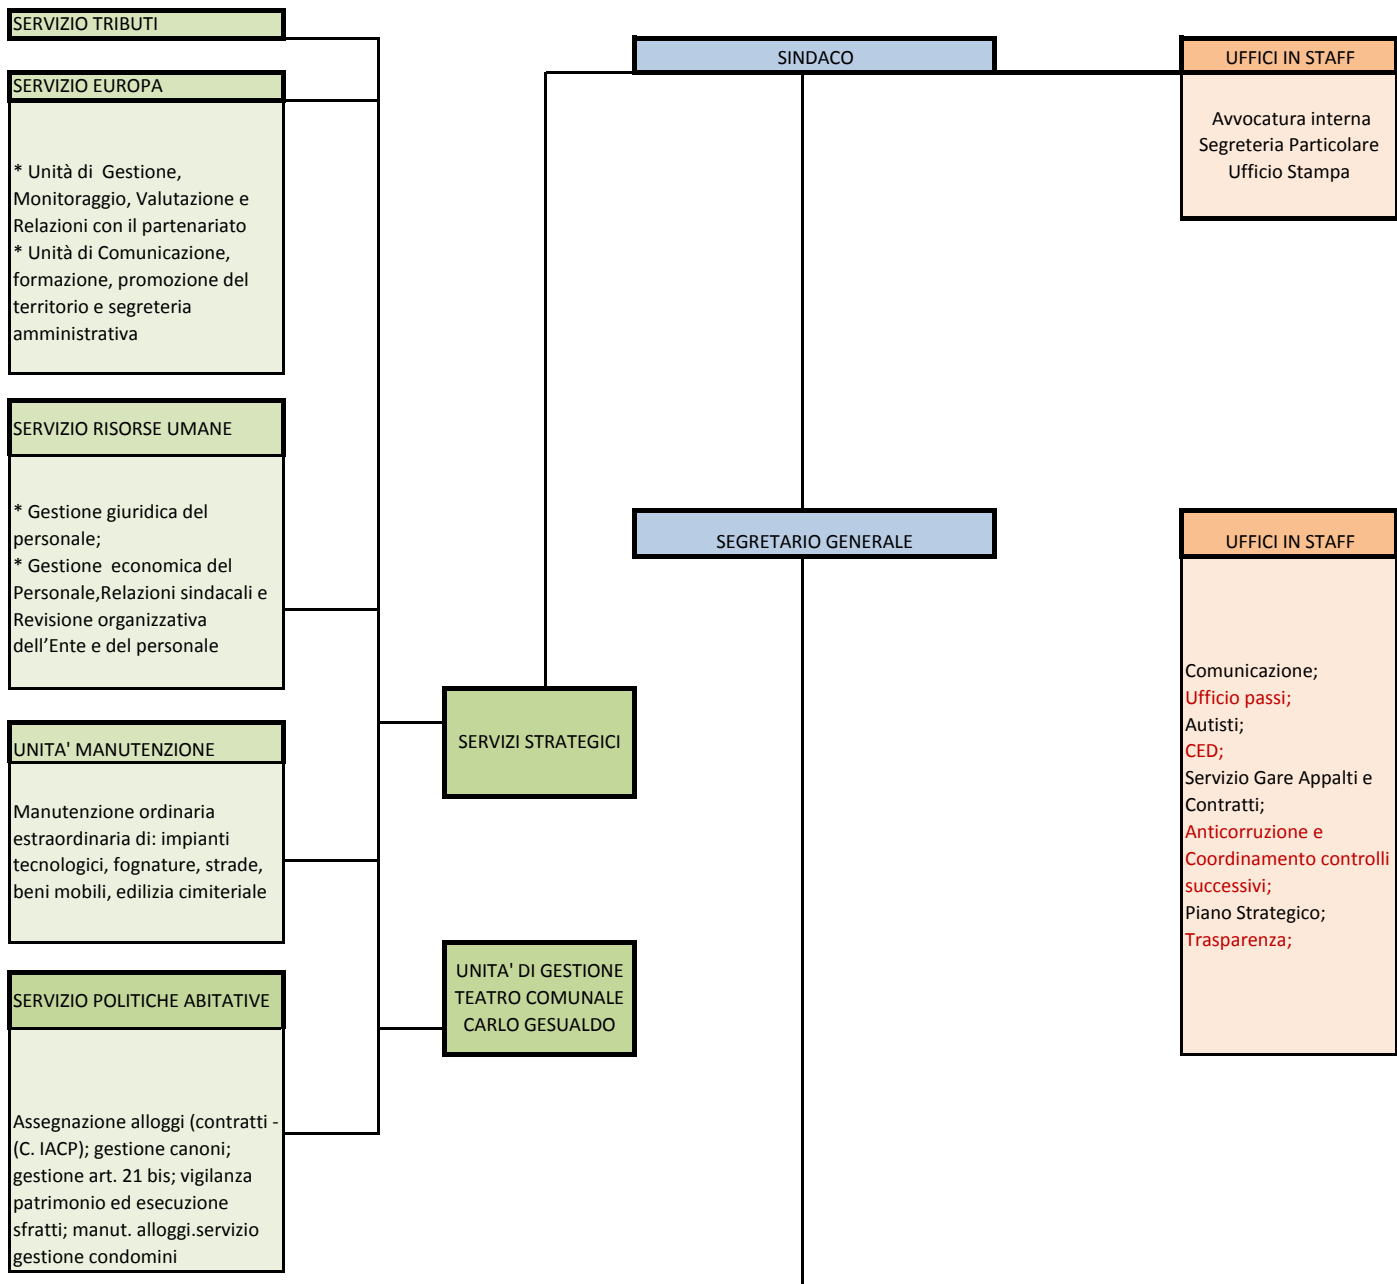 SERVIZIO TRIBUTI
SERVIZIO EUROPA
* Unità di  Gestione,
Monitoraggio, Valutazione e
Relazioni con il partenariato
* Unità di Comunicazione,
formazione, promozione del
territorio e segreteria
amministrativa
SERVIZIO RISORSE UMANE
* Gestione giuridica del
personale;
* Gestione  economica del
Personale,Relazioni sindacali e
Revisione organizzativa
dell’Ente e del personale
UNITA' MANUTENZIONE
Manutenzione ordinaria
estraordinaria di: impianti
tecnologici, fognature, strade,
beni mobili, edilizia cimiteriale
SERVIZIO POLITICHE ABITATIVE
Assegnazione alloggi (contratti -
(C. IACP); gestione canoni;
gestione art. 21 bis; vigilanza
patrimonio ed esecuzione
sfratti; manut. alloggi.servizio
gestione condomini
SERVIZI STRATEGICI
UNITA' DI GESTIONE
TEATRO COMUNALE
CARLO GESUALDO
SINDACO
SEGRETARIO GENERALE
UFFICI IN STAFF
Avvocatura interna
Segreteria Particolare
Ufficio Stampa
UFFICI IN STAFF
Comunicazione;
Ufficio passi;
Autisti;
CED;
Servizio Gare Appalti e
Contratti;
Anticorruzione e
Coordinamento controlli
successivi;
Piano Strategico;
Trasparenza;